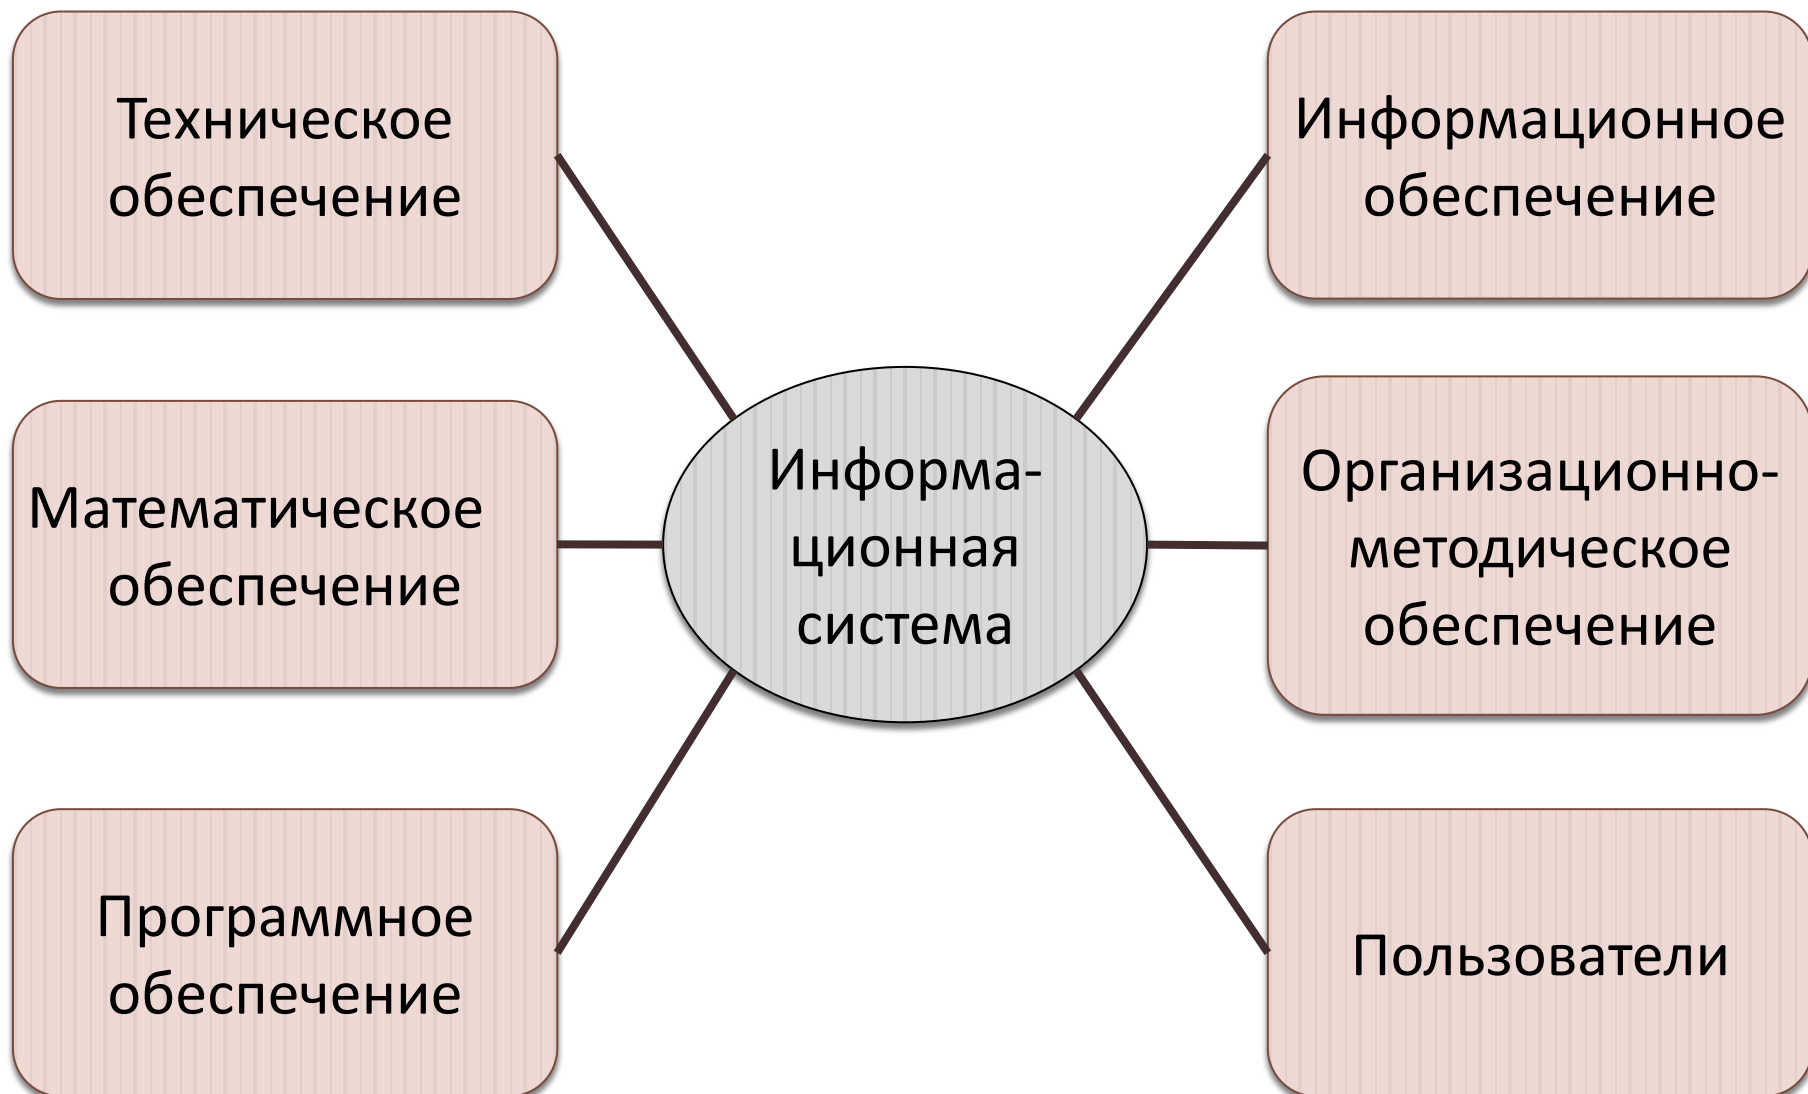 Техническое
обеспечение
Математическое
обеспечение
Программное
обеспечение
Информа-
ционная
система
Информационное
обеспечение
Организационно-
методическое
обеспечение
Пользователи